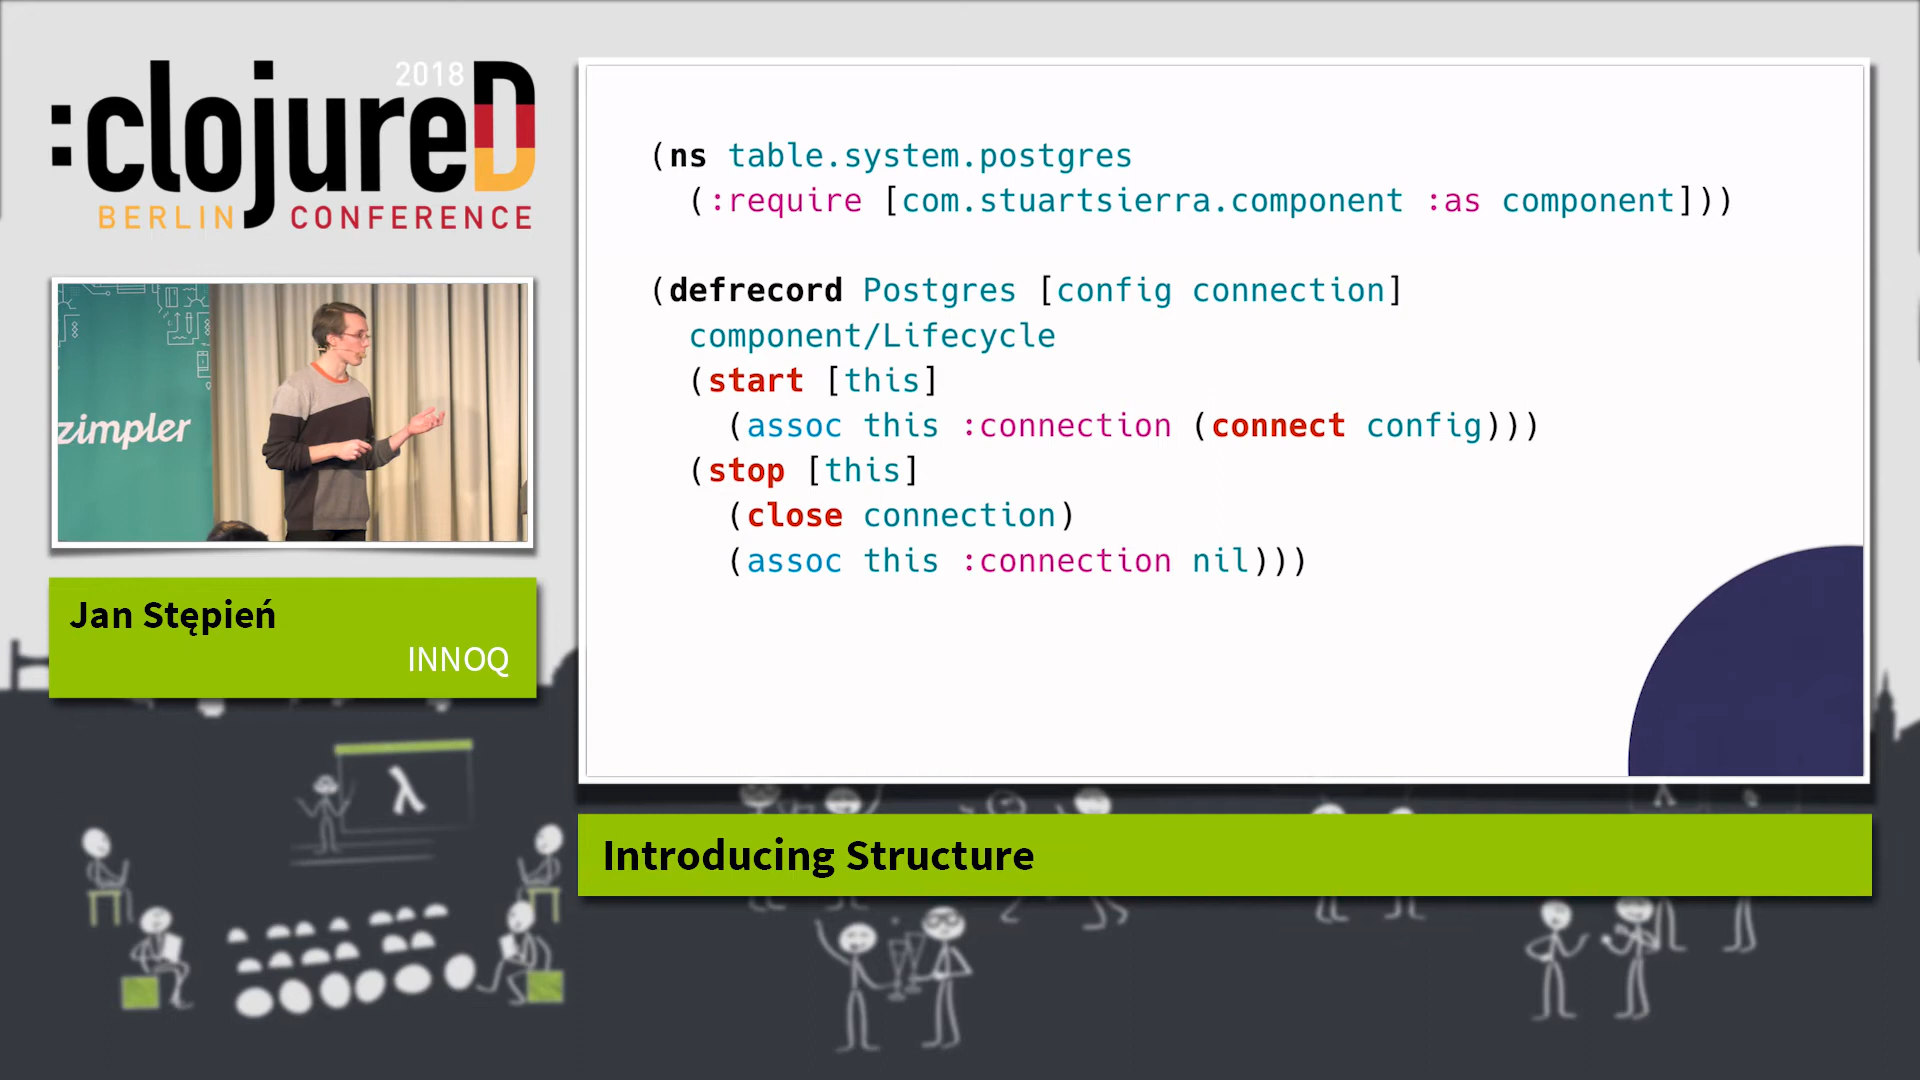 2018
:clojureD
BERLIN CONFERENCE
zimpler
Jan Stępień
INNOQ
(ns table.system.postgres
(:require [com.stuartsierra.component :as component]))
(defrecord Postgres [config connection]
component/Lifecycle
(start [this]
(assoc this :connection (connect config)))
(stop [this]
(close connection)
(assoc this :connection nil)))
Introducing Structure
λ